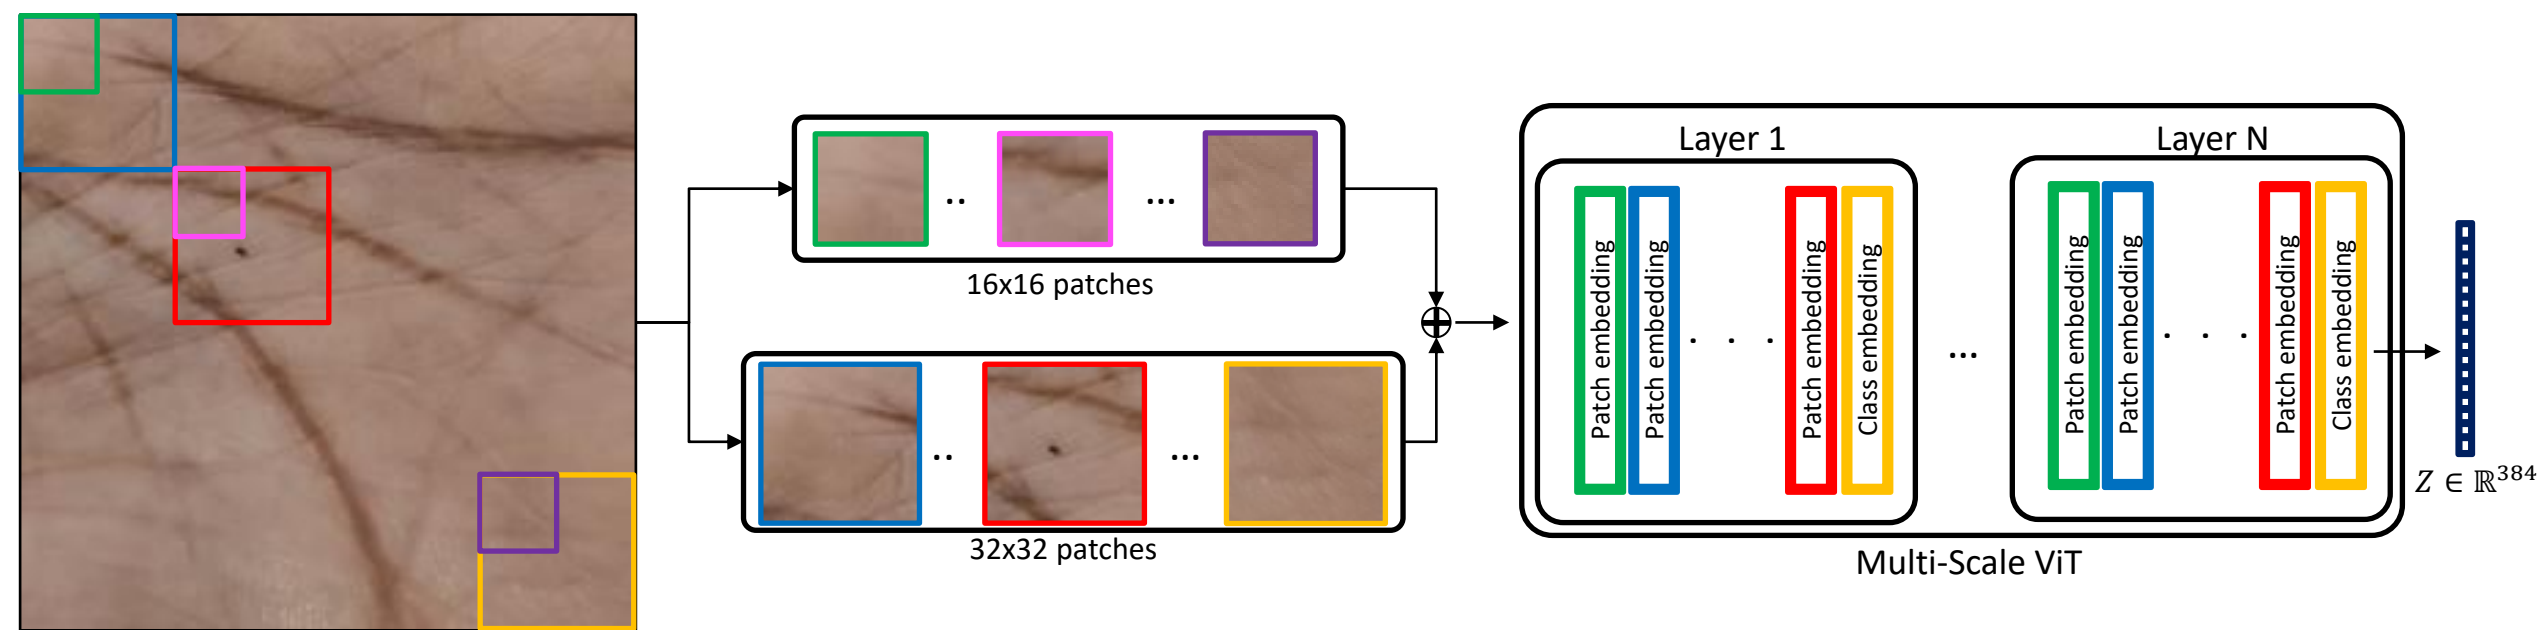 16x16 patches
32x32 patches
Layer 1
Patch embedding
Patch embedding
. . .
Patch embedding
Class embedding
...
Layer N
Patch embedding
Patch embedding
. . .
Patch embedding
Class embedding
Multi-Scale ViT
Z ∈ ℝ³⁸⁴